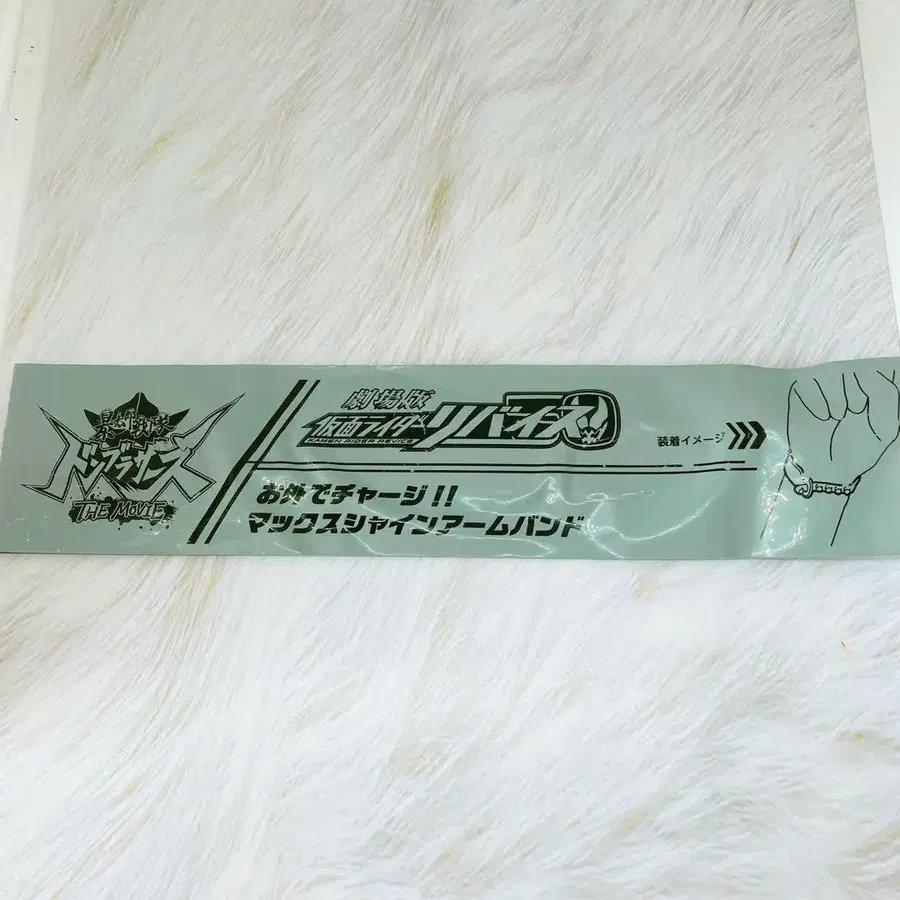 暴太郎戦隊
ドンブラザーズ
THE MOVIE
劇場版
仮面ライダーリバイス
KAMEN RIDER REVICE
装着イメージ
お外でチャージ!!
マックスシャインアームバンド